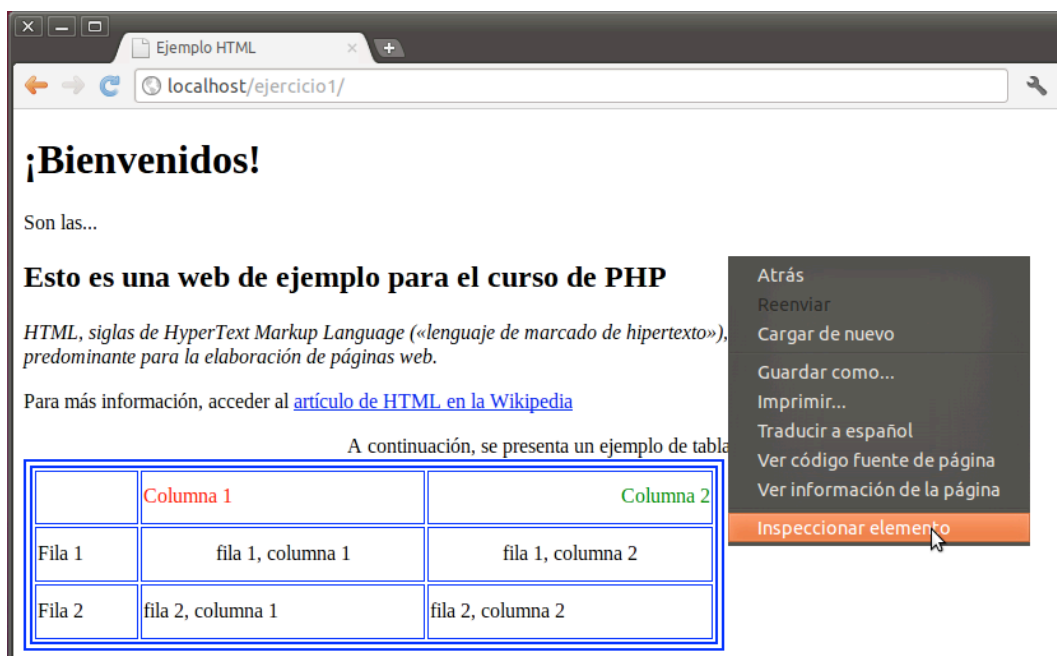 Ejemplo HTML
localhost/ejercicio1/
¡Bienvenidos!
Son las...
Esto es una web de ejemplo para el curso de PHP
HTML, siglas de HyperText Markup Language («lenguaje de marcado de hipertexto»),
predominante para la elaboración de páginas web.
Para más información, acceder al artículo de HTML en la Wikipedia
A continuación, se presenta un ejemplo de tabla
Columna 1 Columna 2
Fila 1 fila 1, columna 1 fila 1, columna 2
Fila 2 fila 2, columna 1 fila 2, columna 2
Atrás
Reenviar
Cargar de nuevo
Guardar como...
Imprimir...
Traducir a español
Ver código fuente de página
Ver información de la página
Inspeccionar elemento